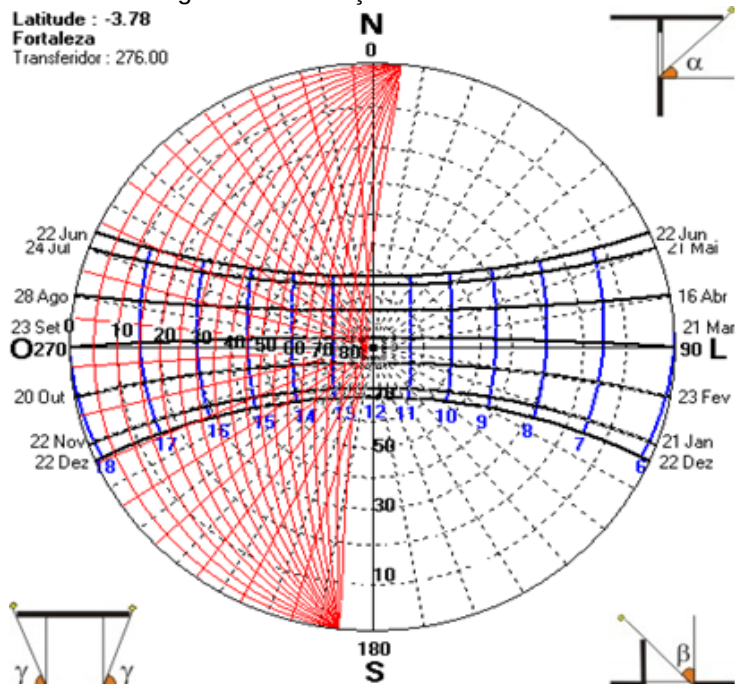 Latitude : -3.78
Fortaleza
Transferidor : 276.00
N
0
α
22 Jun
24 Jul
28 Ago
23 Set
O 270
20 Out
22 Nov
22 Dez
22 Jun
21 Mai
16 Abr
21 Mar
90 L
23 Fev
21 Jan
22 Dez
0 10 20 30 40 50 60 70 80
70
50
30
10
18 17 16 15 14 13 12 11 10 9 8 7 6
180
S
γ γ
β